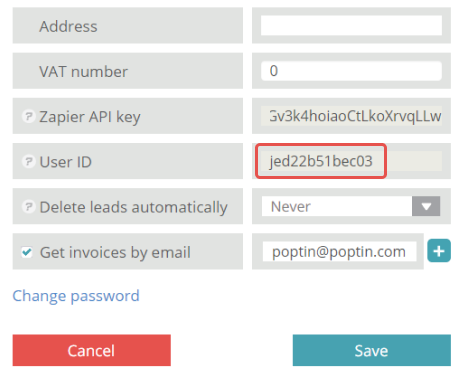 Address
VAT number 0
? Zapier API key Gv3k4hoiaoCtLkoXrvqLLw
? User ID jed22b51bec03
? Delete leads automatically Never
Get invoices by email poptin@poptin.com +
Change password
Cancel Save